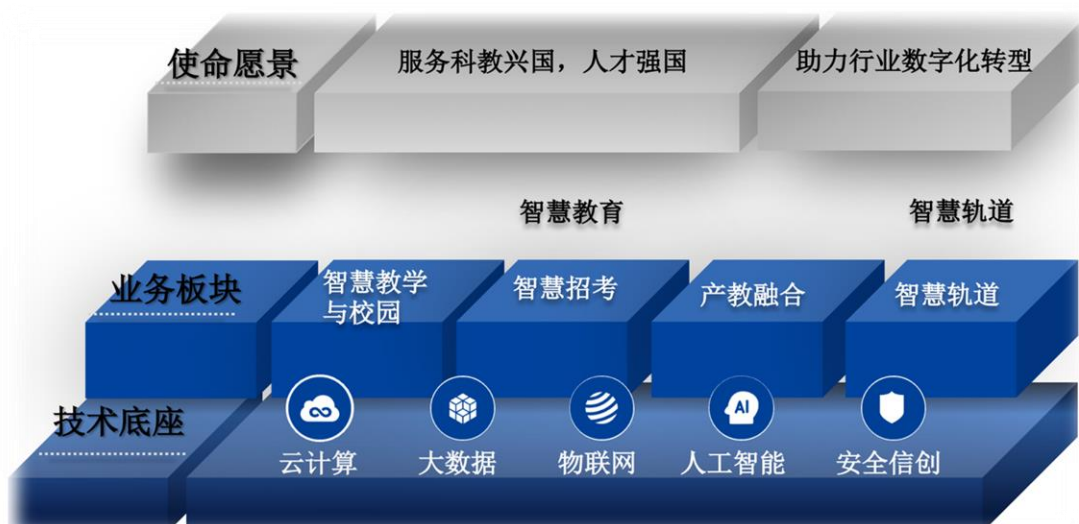 使命愿景
服务科教兴国，人才强国
助力行业数字化转型
智慧教育
智慧轨道
业务板块
智慧教学
与校园
智慧招考
产教融合
智慧轨道
技术底座
AI
云计算
大数据
物联网
人工智能
安全信创